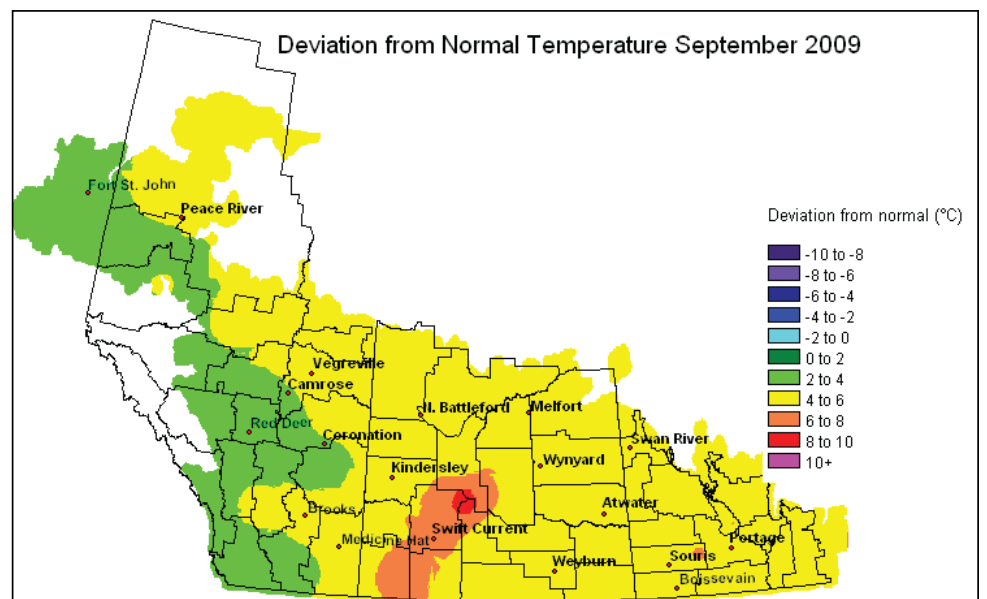 Deviation from Normal Temperature September 2009
Fort St. John
Peace River
Deviation from normal (°C)
-10 to -8
-8 to -6
-6 to -4
-4 to -2
-2 to 0
0 to 2
2 to 4
4 to 6
6 to 8
8 to 10
10+
Vegreville
Camrose
N. Battleford
Melfort
Red Deer
Coronation
Swan River
Kindersley
Wynyard
Brooks
Atwater
Swift Current
Medicine Hat
Portage
Souris
Weyburn
Boissevain